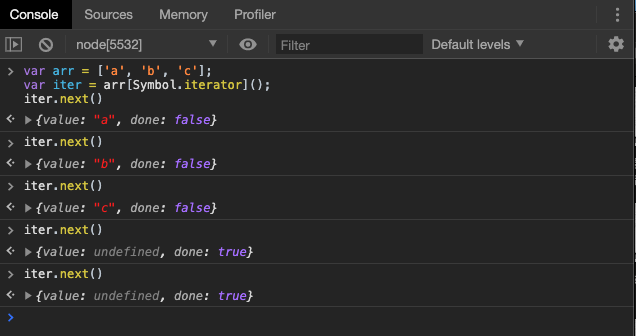 Console Sources Memory Profiler
node[5532] ▼ Filter Default levels ▼
> var arr = ['a', 'b', 'c'];
var iter = arr[Symbol.iterator]();
iter.next()
▶{value: "a", done: false}
> iter.next()
▶{value: "b", done: false}
> iter.next()
▶{value: "c", done: false}
> iter.next()
▶{value: undefined, done: true}
> iter.next()
▶{value: undefined, done: true}
>